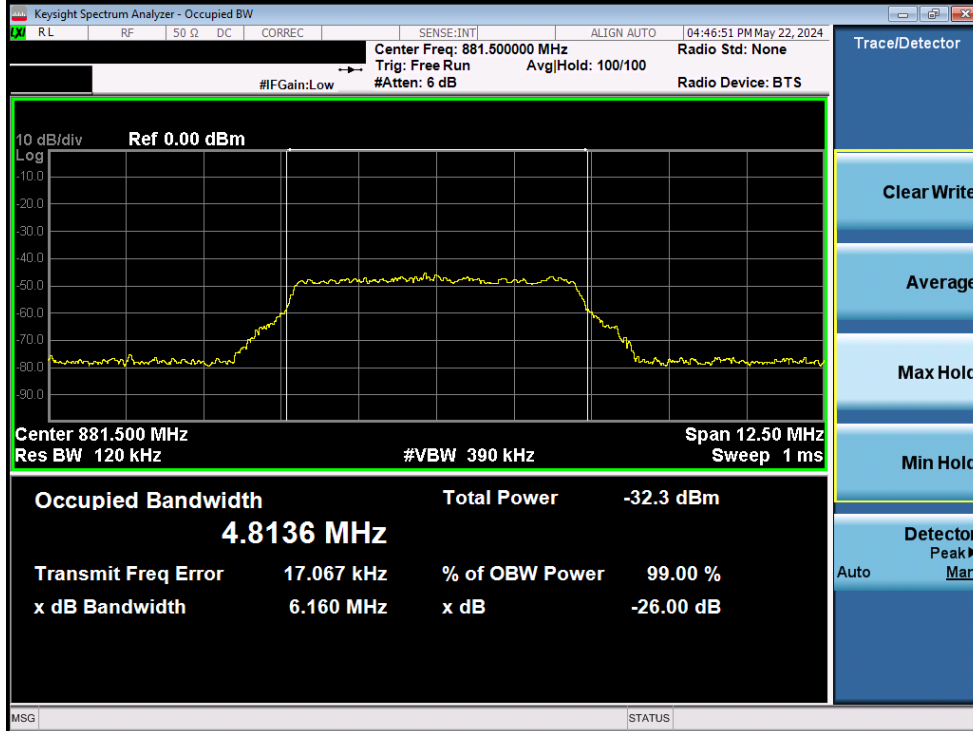 Keysight Spectrum Analyzer - Occupied BW
LXI RL RF 50 Ω DC CORREC SENSE:INT ALIGN AUTO 04:46:51 PM May 22, 2024
Center Freq: 881.500000 MHz Radio Std: None
Trig: Free Run Avg|Hold: 100/100
#IFGain:Low #Atten: 6 dB Radio Device: BTS
Trace/Detector
10 dB/div Ref 0.00 dBm
Log
-10.0
-20.0
-30.0
-40.0
-50.0
-60.0
-70.0
-80.0
-90.0
Center 881.500 MHz Span 12.50 MHz
Res BW 120 kHz #VBW 390 kHz Sweep 1 ms
Occupied Bandwidth Total Power -32.3 dBm
4.8136 MHz
Transmit Freq Error 17.067 kHz % of OBW Power 99.00 %
x dB Bandwidth 6.160 MHz x dB -26.00 dB
Clear Write
Average
Max Hold
Min Hold
Detector
Peak▶
Auto Man
MSG STATUS